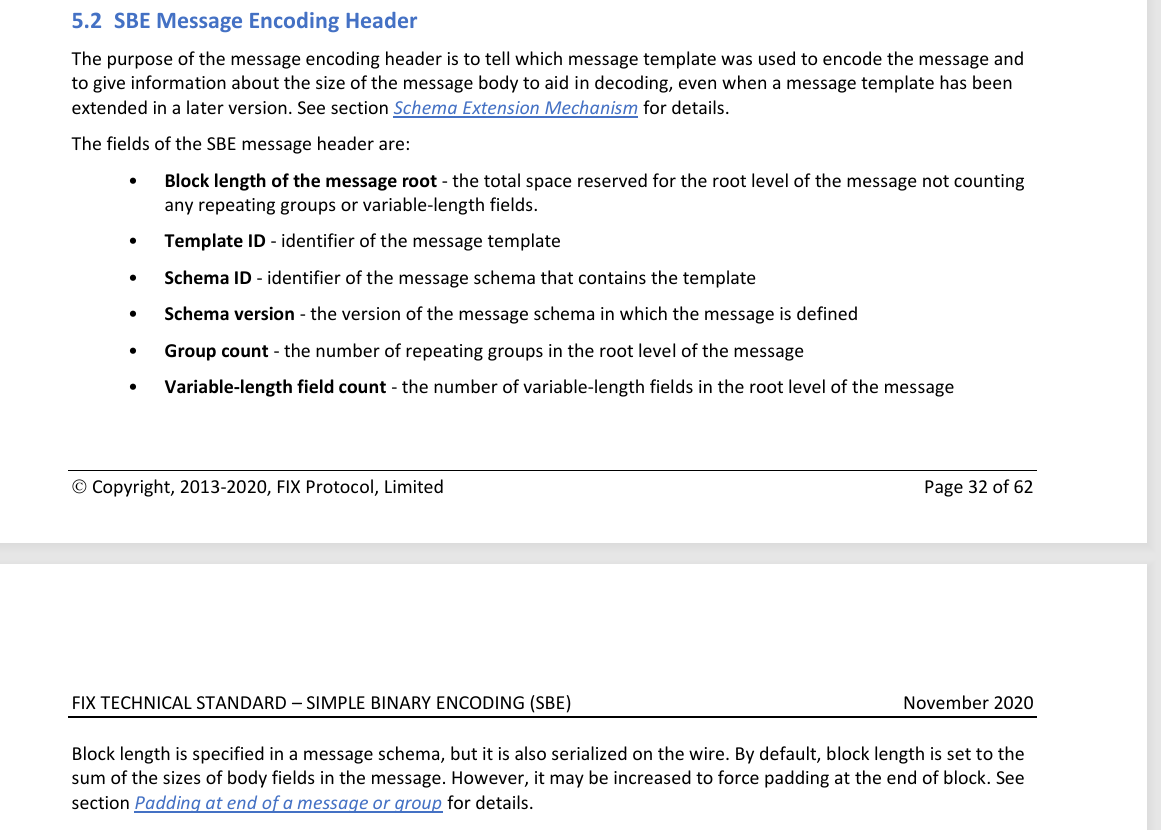 5.2 SBE Message Encoding Header
The purpose of the message encoding header is to tell which message template was used to encode the message and
to give information about the size of the message body to aid in decoding, even when a message template has been
extended in a later version. See section Schema Extension Mechanism for details.
The fields of the SBE message header are:
• Block length of the message root - the total space reserved for the root level of the message not counting
any repeating groups or variable-length fields.
• Template ID - identifier of the message template
• Schema ID - identifier of the message schema that contains the template
• Schema version - the version of the message schema in which the message is defined
• Group count - the number of repeating groups in the root level of the message
• Variable-length field count - the number of variable-length fields in the root level of the message
© Copyright, 2013-2020, FIX Protocol, Limited Page 32 of 62
FIX TECHNICAL STANDARD – SIMPLE BINARY ENCODING (SBE) November 2020
Block length is specified in a message schema, but it is also serialized on the wire. By default, block length is set to the
sum of the sizes of body fields in the message. However, it may be increased to force padding at the end of block. See
section Padding at end of a message or group for details.